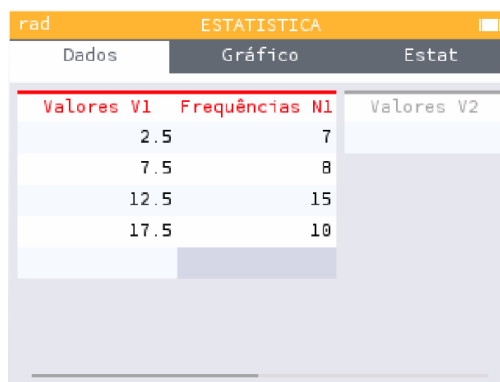 rad ESTATISTICA
Dados Gráfico Estat
Valores V1 Frequências N1 Valores V2
2.5 7
7.5 8
12.5 15
17.5 10